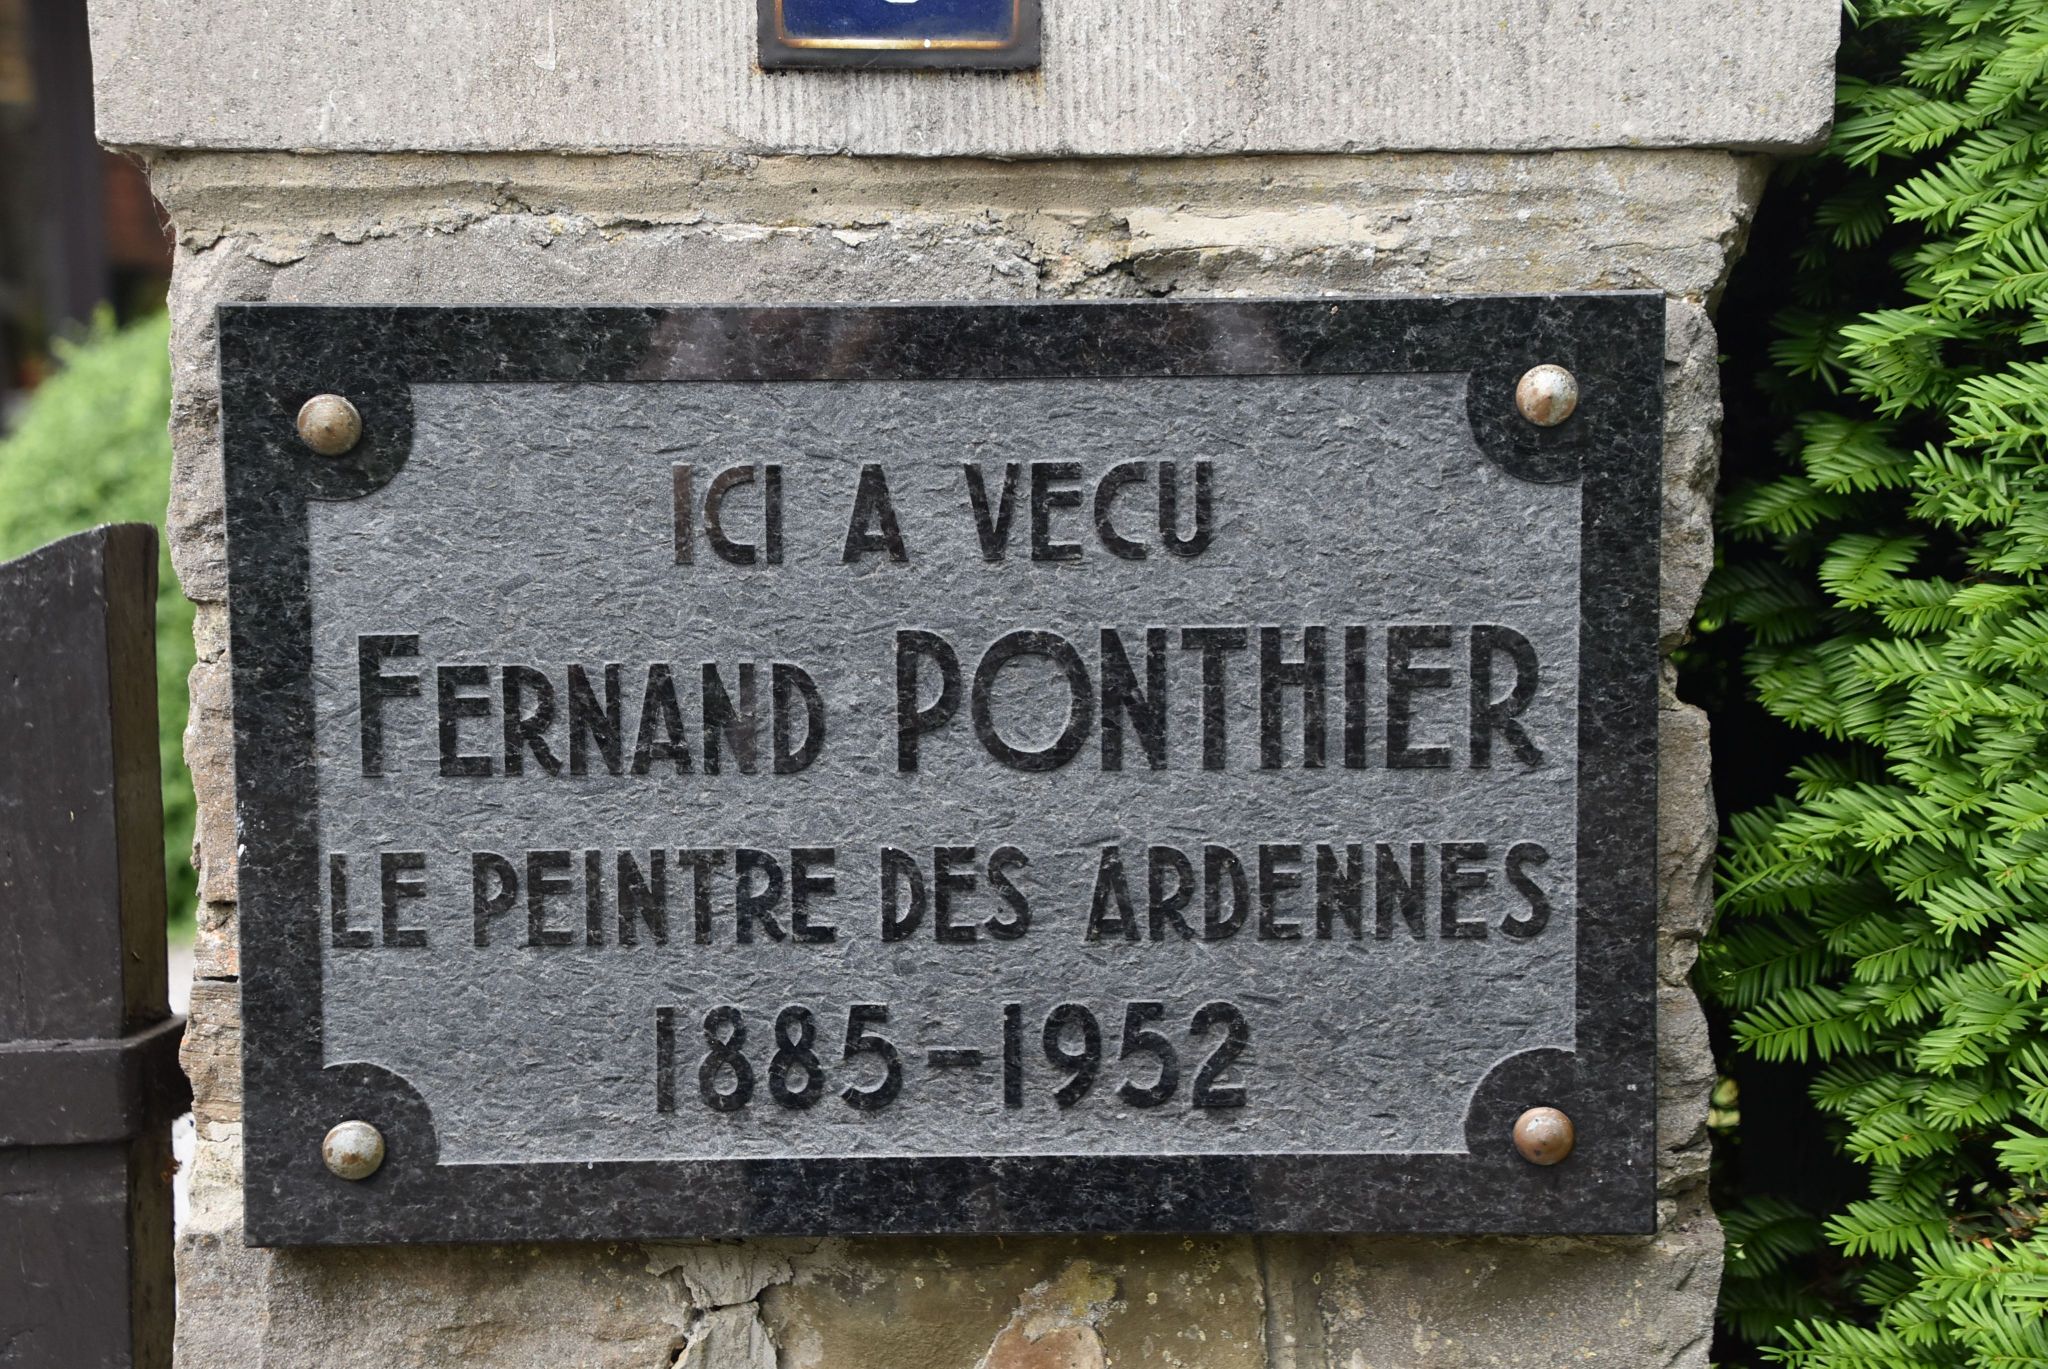 ICI A VECU
FERNAND PONTHIER
LE PEINTRE DES ARDENNES
1885-1952